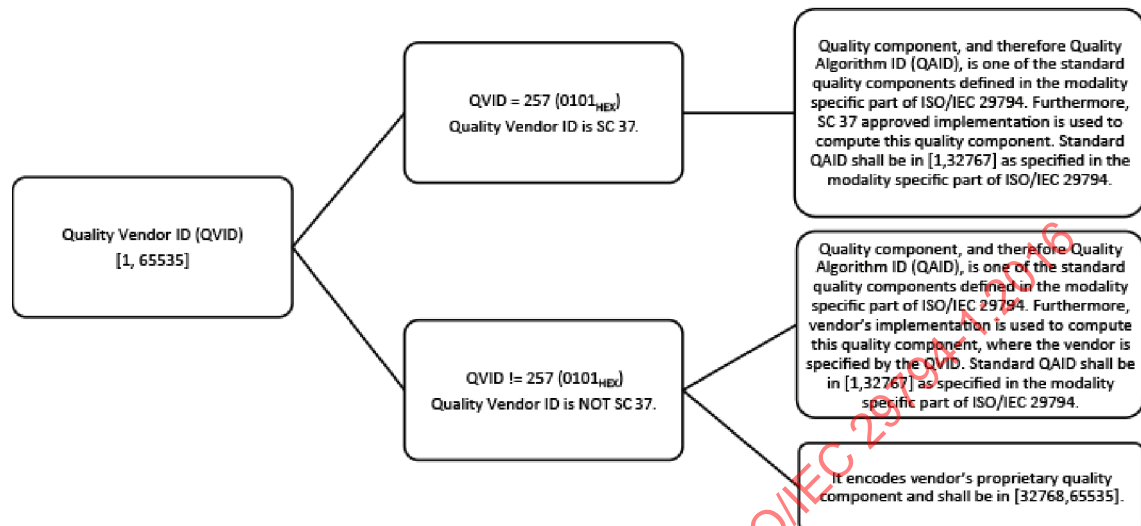 Quality Vendor ID (QVID)
[1, 65535]
QVID = 257 (0101HEX)
Quality Vendor ID is SC 37.
Quality component, and therefore Quality
Algorithm ID (QAID), is one of the standard
quality components defined in the modality
specific part of ISO/IEC 29794. Furthermore,
SC 37 approved implementation is used to
compute this quality component. Standard
QAID shall be in [1,32767] as specified in the
modality specific part of ISO/IEC 29794.
QVID != 257 (0101HEX)
Quality Vendor ID is NOT SC 37.
Quality component, and therefore Quality
Algorithm ID (QAID), is one of the standard
quality components defined in the modality
specific part of ISO/IEC 29794. Furthermore,
vendor's implementation is used to compute
this quality component, where the vendor is
specified by the QVID. Standard QAID shall be
in [1,32767] as specified in the modality
specific part of ISO/IEC 29794.
It encodes vendor's proprietary quality
component and shall be in [32768,65535].
O/IEC 29794-1:2016